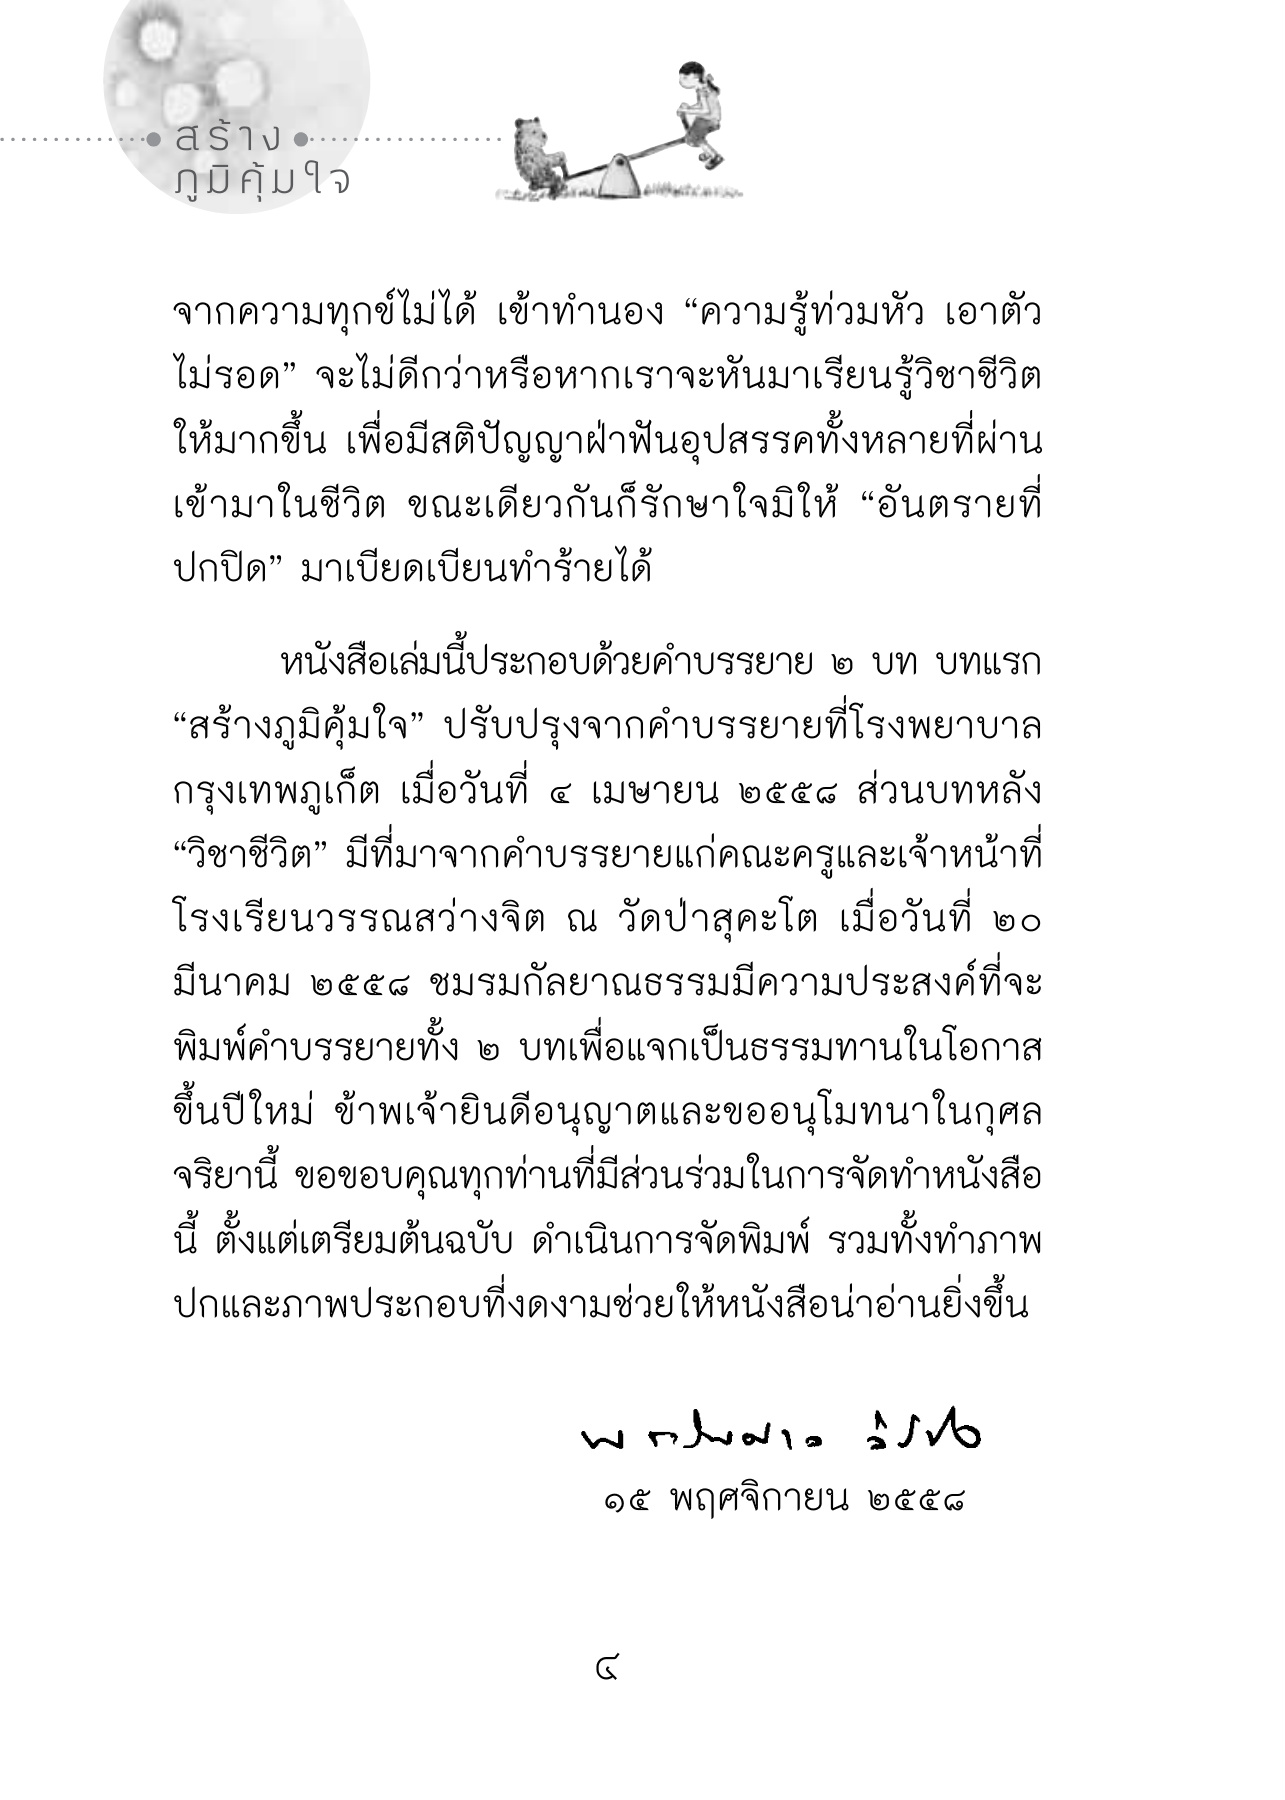 สร้าง
ภูมิคุ้มใจ
จากความทุกข์ไม่ได้ เข้าทำนอง “ความรู้ท่วมหัว เอาตัว
ไม่รอด” จะไม่ดีกว่าหรือหากเราจะหันมาเรียนรู้วิชาชีวิต
ให้มากขึ้น เพื่อมีสติปัญญาฝ่าฟันอุปสรรคทั้งหลายที่ผ่าน
เข้ามาในชีวิต ขณะเดียวกันก็รักษาใจมิให้ “อันตรายที่
ปกปิด” มาเบียดเบียนทำร้ายได้
หนังสือเล่มนี้ประกอบด้วยคำบรรยาย ๒ บท บทแรก
“สร้างภูมิคุ้มใจ” ปรับปรุงจากคำบรรยายที่โรงพยาบาล
กรุงเทพภูเก็ต เมื่อวันที่ ๔ เมษายน ๒๕๕๘ ส่วนบทหลัง
“วิชาชีวิต” มีที่มาจากคำบรรยายแก่คณะครูและเจ้าหน้าที่
โรงเรียนวรรณสว่างจิต ณ วัดป่าสุคะโต เมื่อวันที่ ๒๐
มีนาคม ๒๕๕๘ ชมรมกัลยาณธรรมมีความประสงค์ที่จะ
พิมพ์คำบรรยายทั้ง ๒ บทเพื่อแจกเป็นธรรมทานในโอกาส
ขึ้นปีใหม่ ข้าพเจ้ายินดีอนุญาตและขออนุโมทนาในกุศล
จริยานี้ ขอขอบคุณทุกท่านที่มีส่วนร่วมในการจัดทำหนังสือ
นี้ ตั้งแต่เตรียมต้นฉบับ ดำเนินการจัดพิมพ์ รวมทั้งทำภาพ
ปกและภาพประกอบที่งดงามช่วยให้หนังสือน่าอ่านยิ่งขึ้น
๑๕ พฤศจิกายน ๒๕๕๘
๔